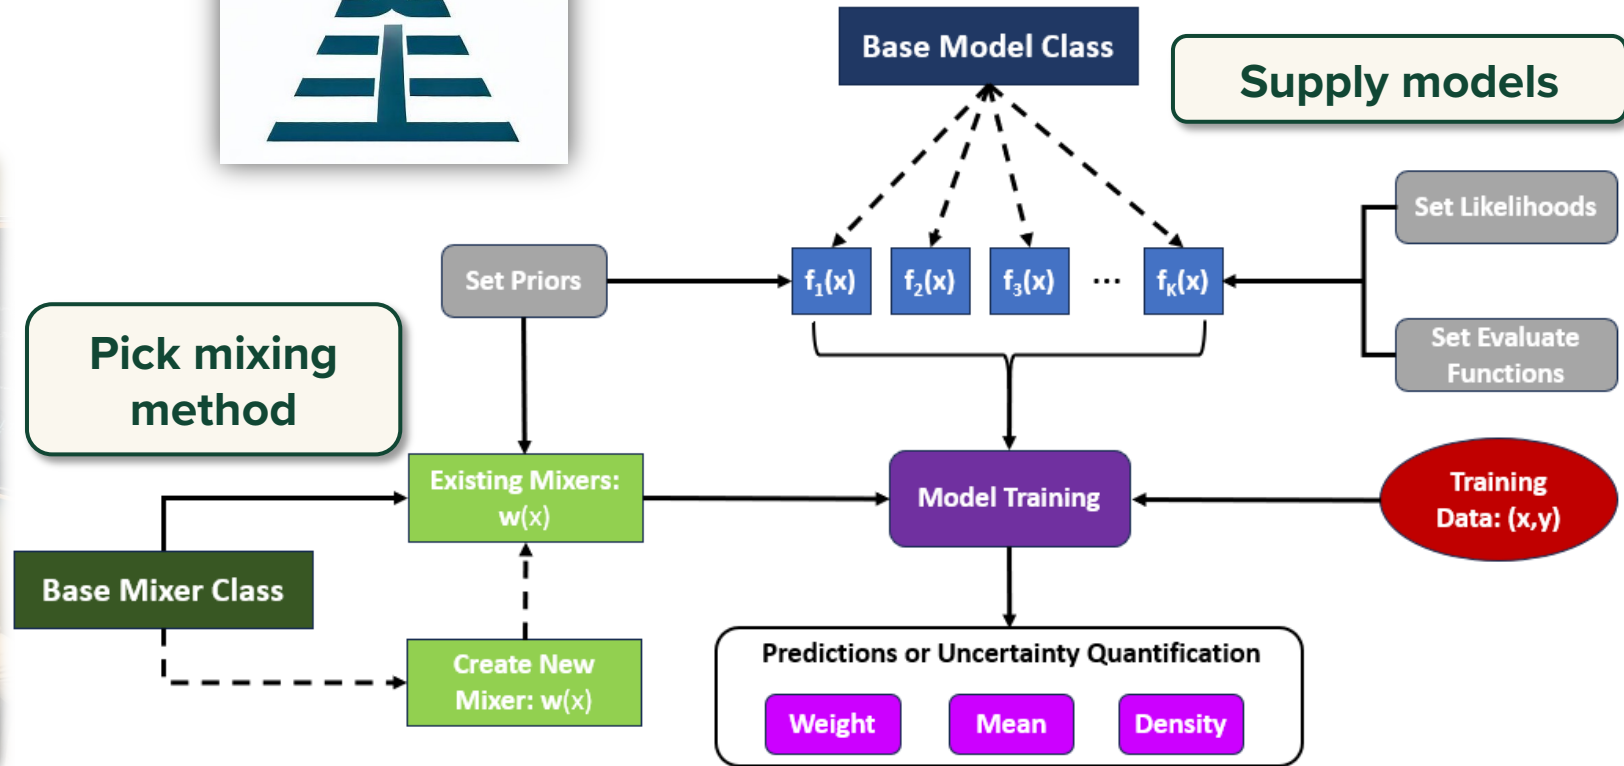 Base Model Class
Supply models
Set Likelihoods
Set Priors
f₁(x)
f₂(x)
f₃(x)
...
fₖ(x)
Set Evaluate
Functions
Pick mixing
method
Existing Mixers:
w(x)
Model Training
Training
Data: (x,y)
Base Mixer Class
Create New
Mixer: w(x)
Predictions or Uncertainty Quantification
Weight
Mean
Density